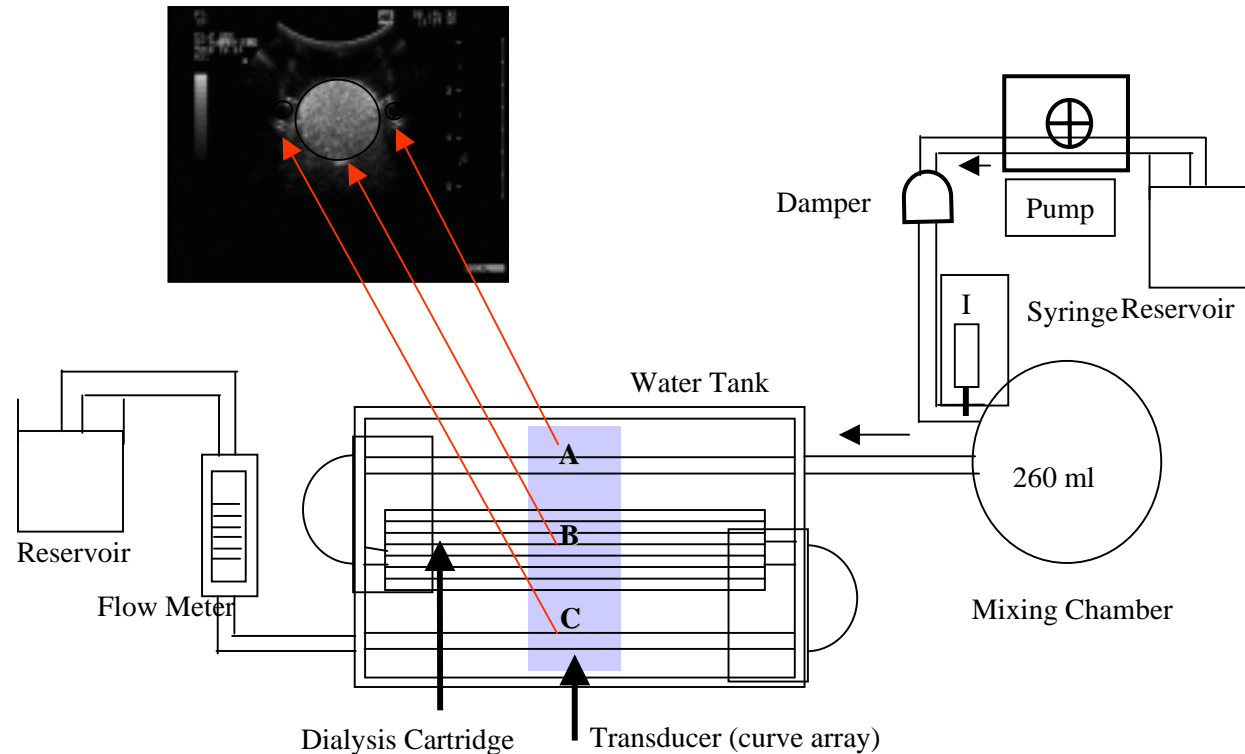 Damper
Pump
I
Syringe
Reservoir
Water Tank
A
260 ml
B
Reservoir
C
Flow Meter
Mixing Chamber
Dialysis Cartridge
Transducer (curve array)